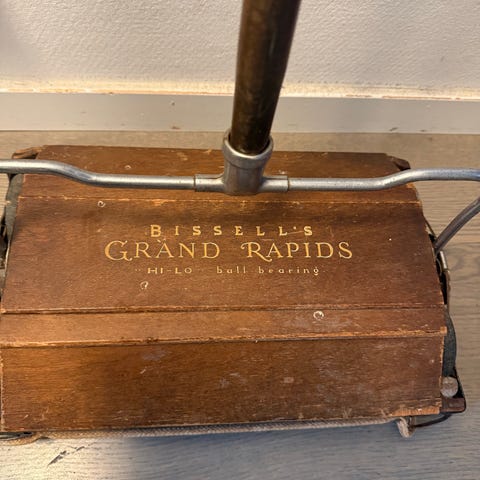 BISSELL'S
GRAND RAPIDS
HI-LO ball bearing